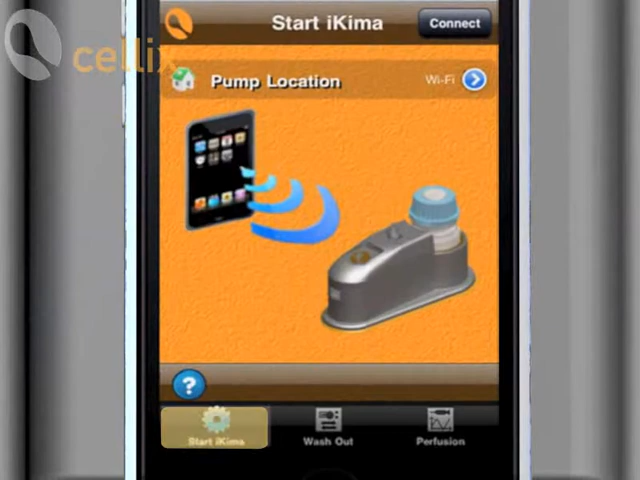 cellix
Start iKima
Connect
Pump Location
Wi-Fi
?
Start iKima
Wash Out
Perfusion